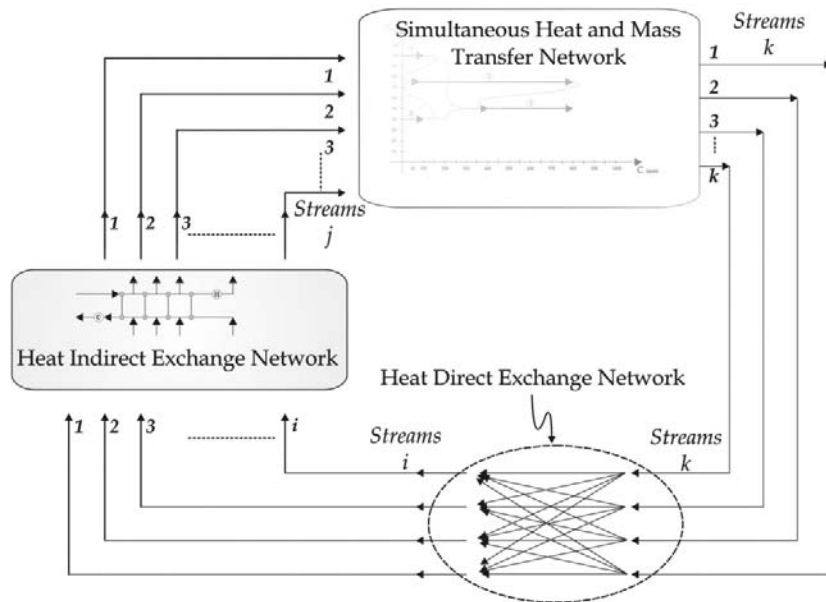 Simultaneous Heat and Mass
Transfer Network
Streams
k
1
2
3
k
1
2
3
Streams
j
1
2
3
H
C
Heat Indirect Exchange Network
Heat Direct Exchange Network
1
2
3
i
Streams
i
Streams
k